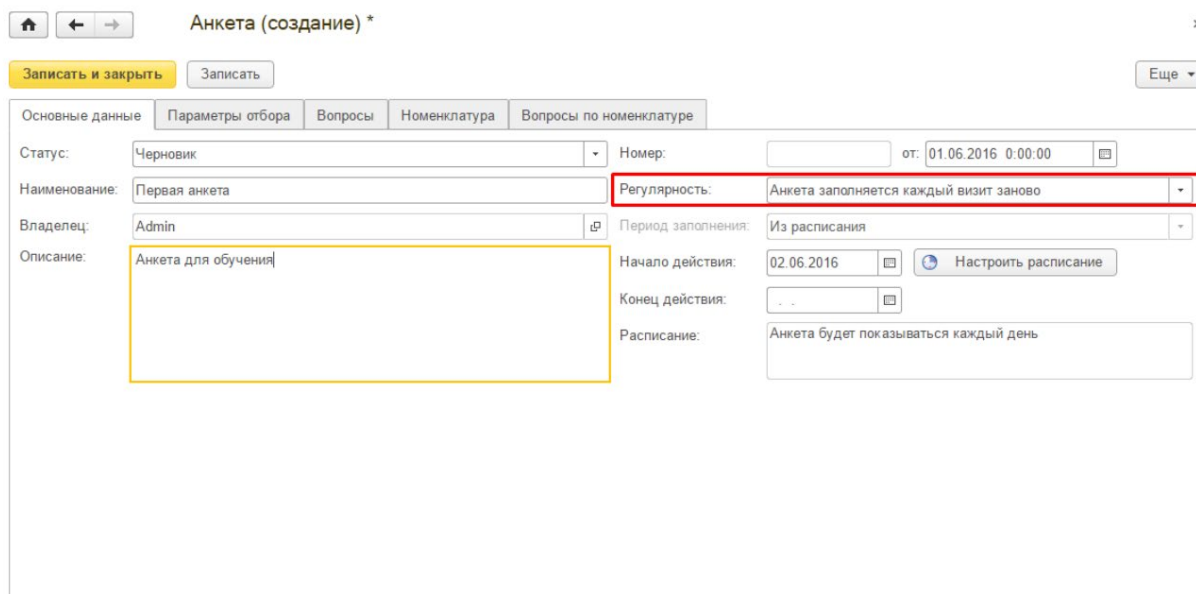 Анкета (создание) *
Записать и закрыть Записать Еще
Основные данные Параметры отбора Вопросы Номенклатура Вопросы по номенклатуре
Статус: Черновик Номер: от: 01.06.2016 0:00:00
Наименование: Первая анкета Регулярность: Анкета заполняется каждый визит заново
Владелец: Admin Период заполнения: Из расписания
Описание: Анкета для обучения Начало действия: 02.06.2016 Настроить расписание
Конец действия: . .
Расписание: Анкета будет показываться каждый день